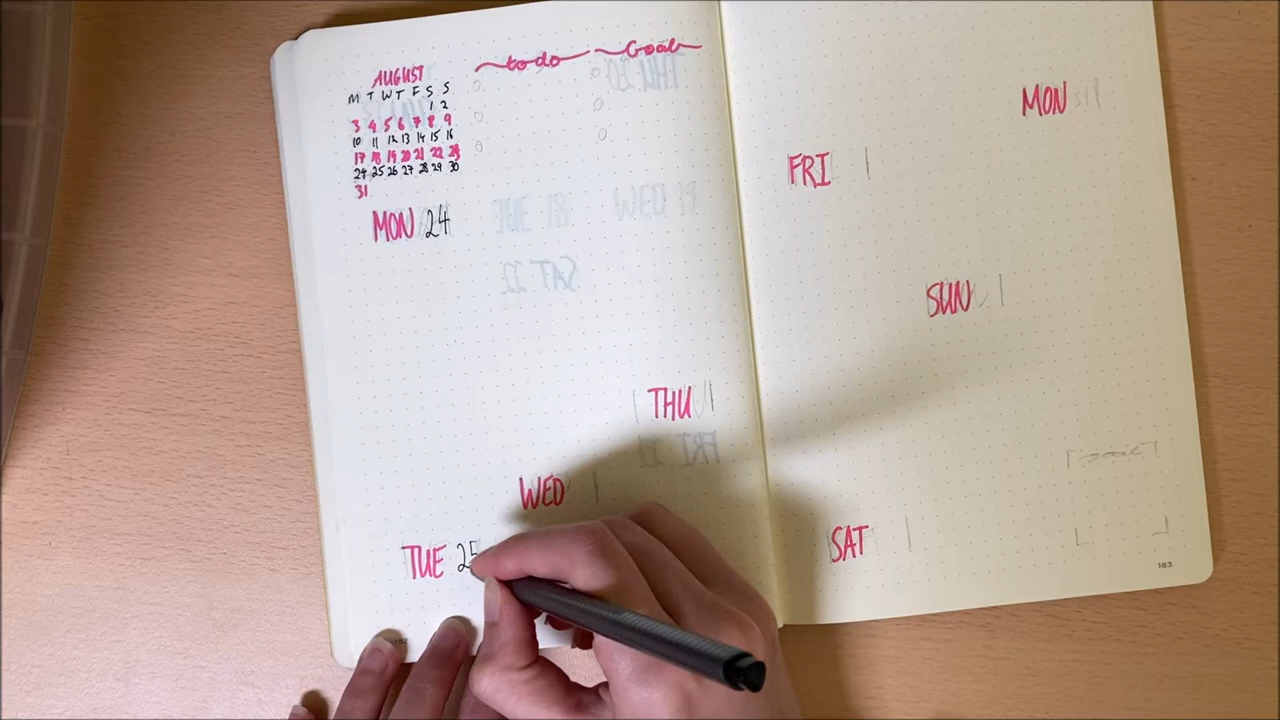 AUGUST
M T W T F S S
1 2
3 4 5 6 7 8 9
10 11 12 13 14 15 16
17 18 19 20 21 22 23
24 25 26 27 28 29 30
31
to do
Goal
MON 24
THU
WED
TUE 25
182
MON
FRI
SUN
SAT
163